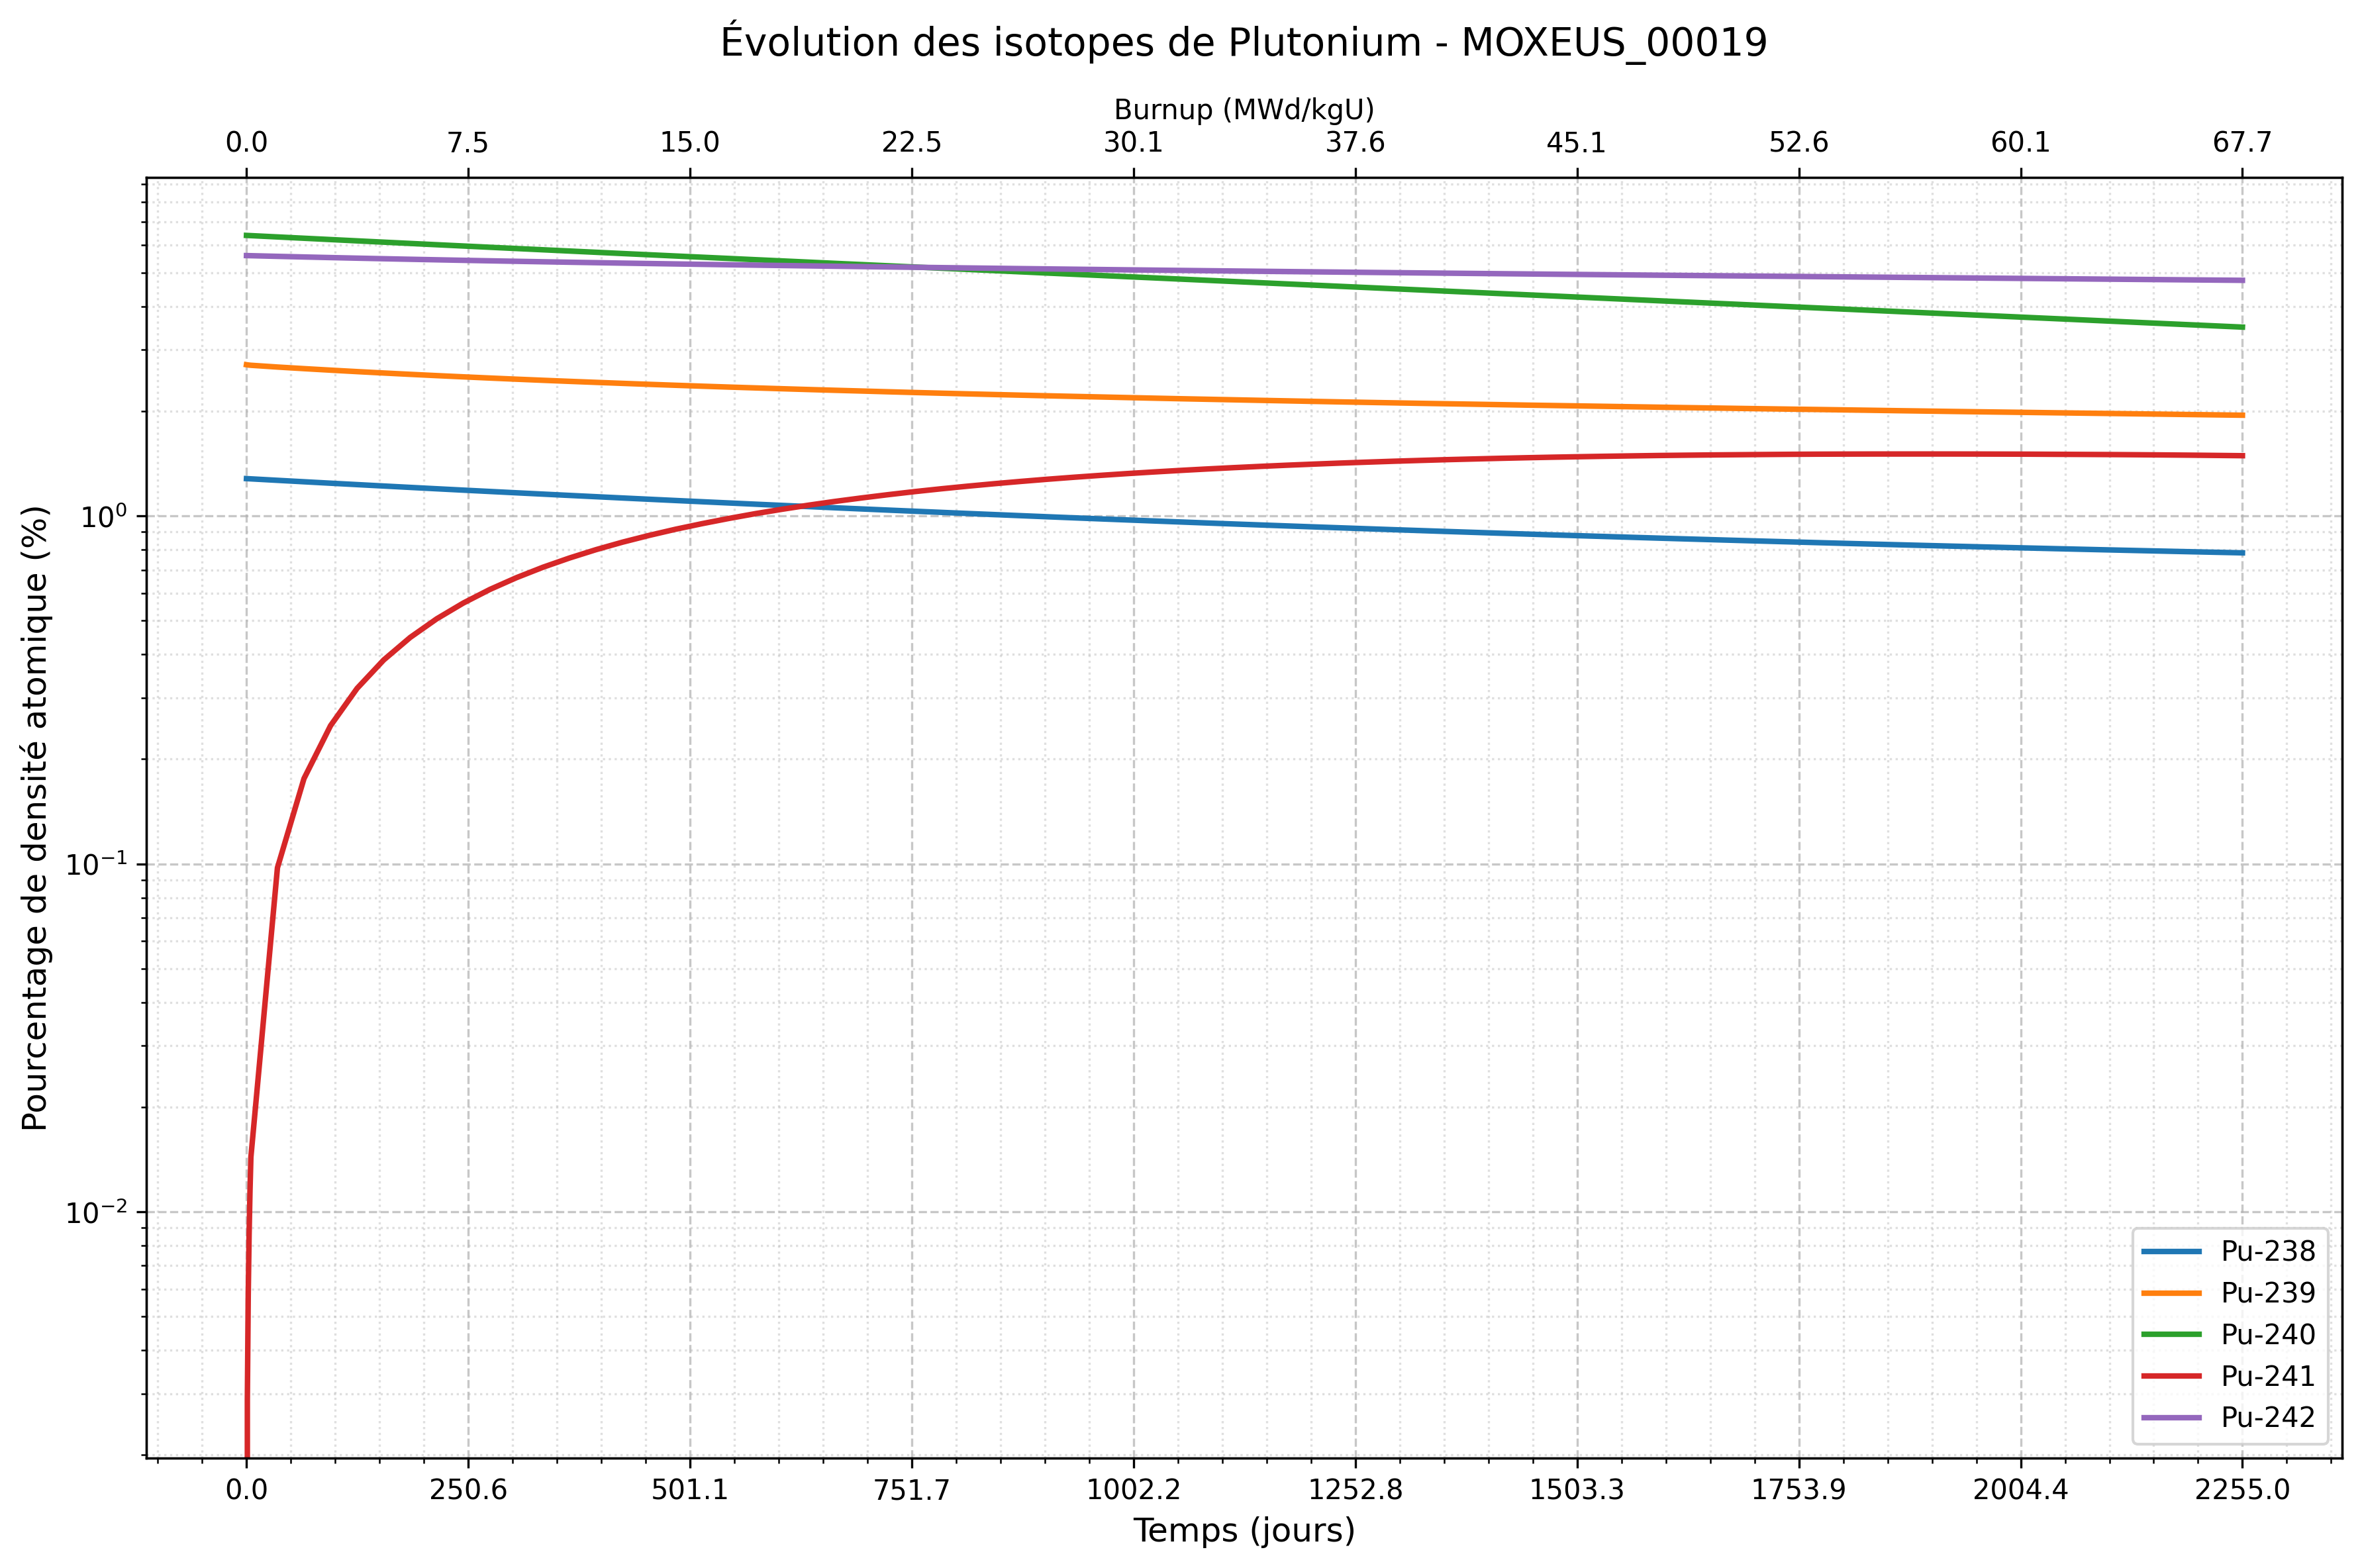 Évolution des isotopes de Plutonium - MOXEUS_00019
Burnup (MWd/kgU)
0.0 7.5 15.0 22.5 30.1 37.6 45.1 52.6 60.1 67.7
Pourcentage de densité atomique (%)
10⁰
10⁻¹
10⁻²
Pu-238
Pu-239
Pu-240
Pu-241
Pu-242
0.0 250.6 501.1 751.7 1002.2 1252.8 1503.3 1753.9 2004.4 2255.0
Temps (jours)